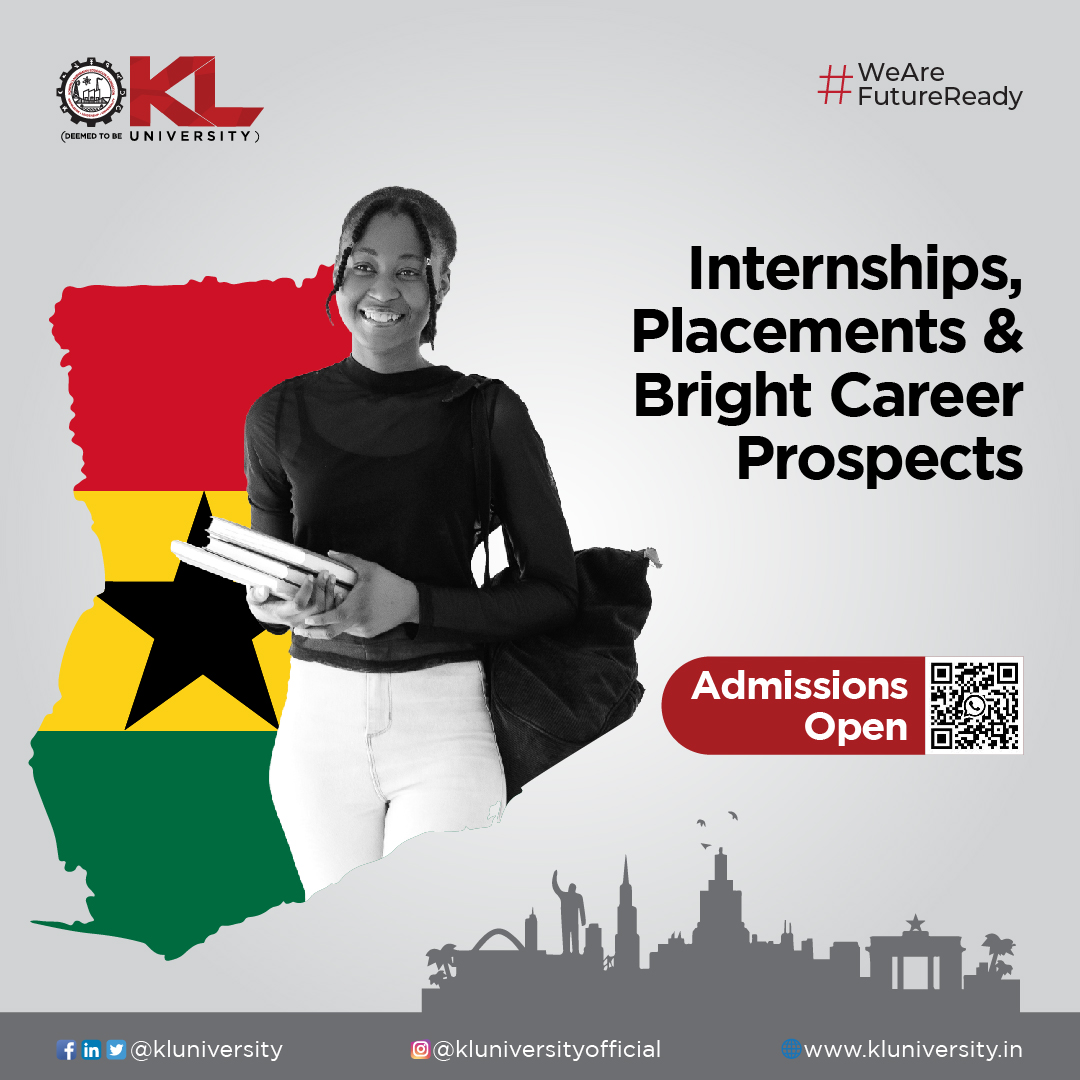 KL
(DEEMED TO BE UNIVERSITY)
#WeAre
FutureReady
Internships,
Placements &
Bright Career
Prospects
Admissions
Open
@kluniversity
@kluniversityofficial
www.kluniversity.in